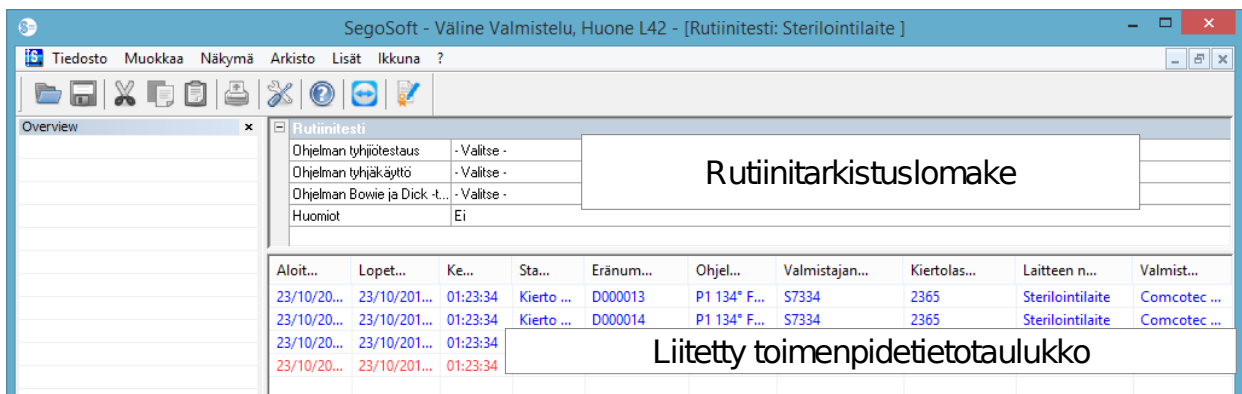 SegoSoft - Väline Valmistelu, Huone L42 - [Rutiinitesti: Sterilointilaite ]
Tiedosto Muokkaa Näkymä Arkisto Lisät Ikkuna ?
Overview
Rutiinitesti
Ohjelman tyhjiötestaus - Valitse -
Ohjelman tyhjäkäyttö - Valitse -
Ohjelman Bowie ja Dick -t... - Valitse -
Huomiot Ei
Rutiinitarkistuslomake
Aloit... Lopet... Ke... Sta... Eränum... Ohjel... Valmistajan... Kiertolas... Laitteen n... Valmist...
23/10/20... 23/10/201... 01:23:34 Kierto ... D000013 P1 134° F... S7334 2365 Sterilointilaite Comcotec ...
23/10/20... 23/10/201... 01:23:34 Kierto ... D000014 P1 134° F... S7334 2365 Sterilointilaite Comcotec ...
23/10/20... 23/10/201... 01:23:34
23/10/20... 23/10/201... 01:23:34
Liitetty toimenpidetietotaulukko